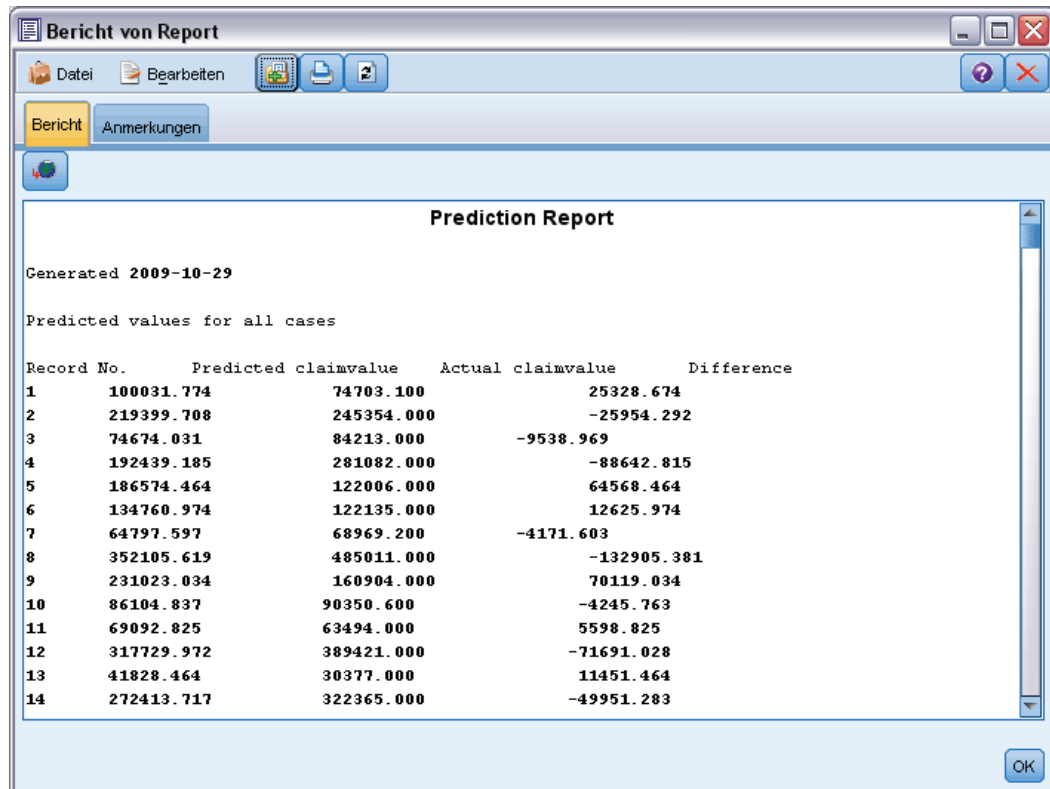 Bericht von Report
Datei Bearbeiten
Bericht Anmerkungen
Prediction Report
Generated 2009-10-29
Predicted values for all cases
Record No. Predicted claimvalue Actual claimvalue Difference
1 100031.774 74703.100 25328.674
2 219399.708 245354.000 -25954.292
3 74674.031 84213.000 -9538.969
4 192439.185 281082.000 -88642.815
5 186574.464 122006.000 64568.464
6 134760.974 122135.000 12625.974
7 64797.597 68969.200 -4171.603
8 352105.619 485011.000 -132905.381
9 231023.034 160904.000 70119.034
10 86104.837 90350.600 -4245.763
11 69092.825 63494.000 5598.825
12 317729.972 389421.000 -71691.028
13 41828.464 30377.000 11451.464
14 272413.717 322365.000 -49951.283
OK